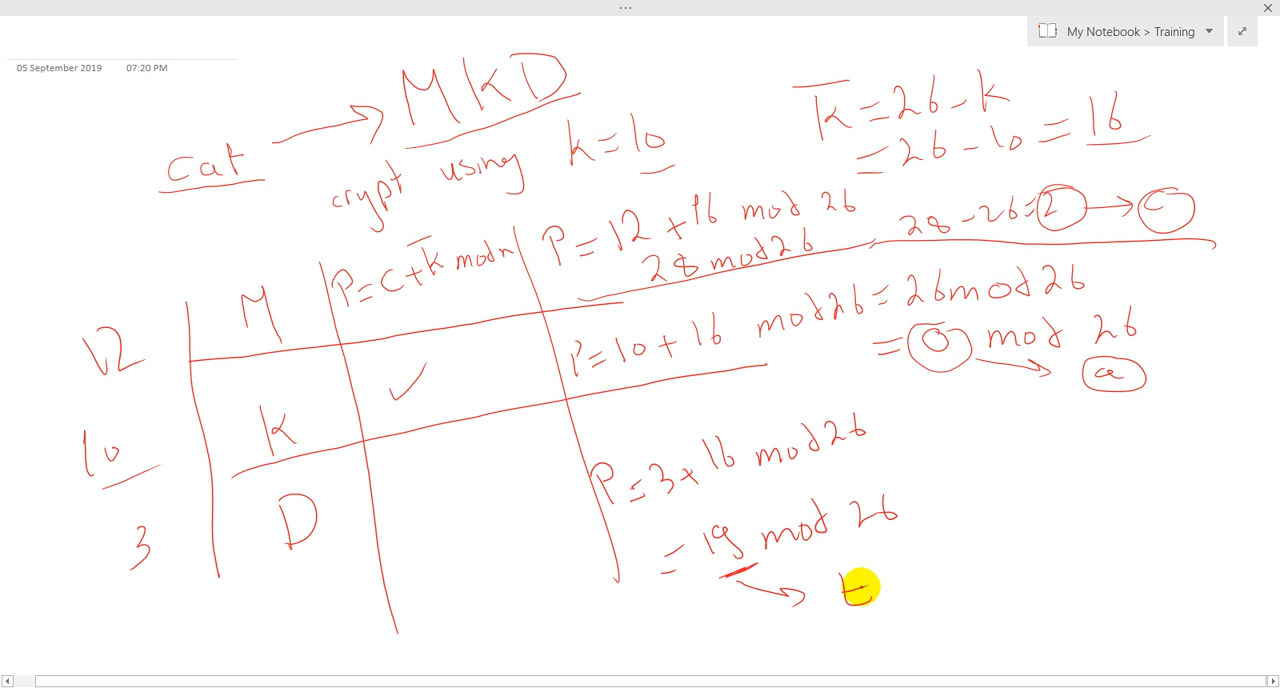 My Notebook > Training
05 September 2019 07:20 PM
cat → MKD
crypt using k=10
k̅ = 26 - k
= 26 - 10 = 16
12 M P = C + k̅ mod n P = 12 + 16 mod 26
28 mod 26 28 - 26 = 2 → c
10 K ✓ P = 10 + 16 mod 26 = 26 mod 26
= 0 mod 26
→ a
3 D P = 3 + 16 mod 26
= 19 mod 26
→ t